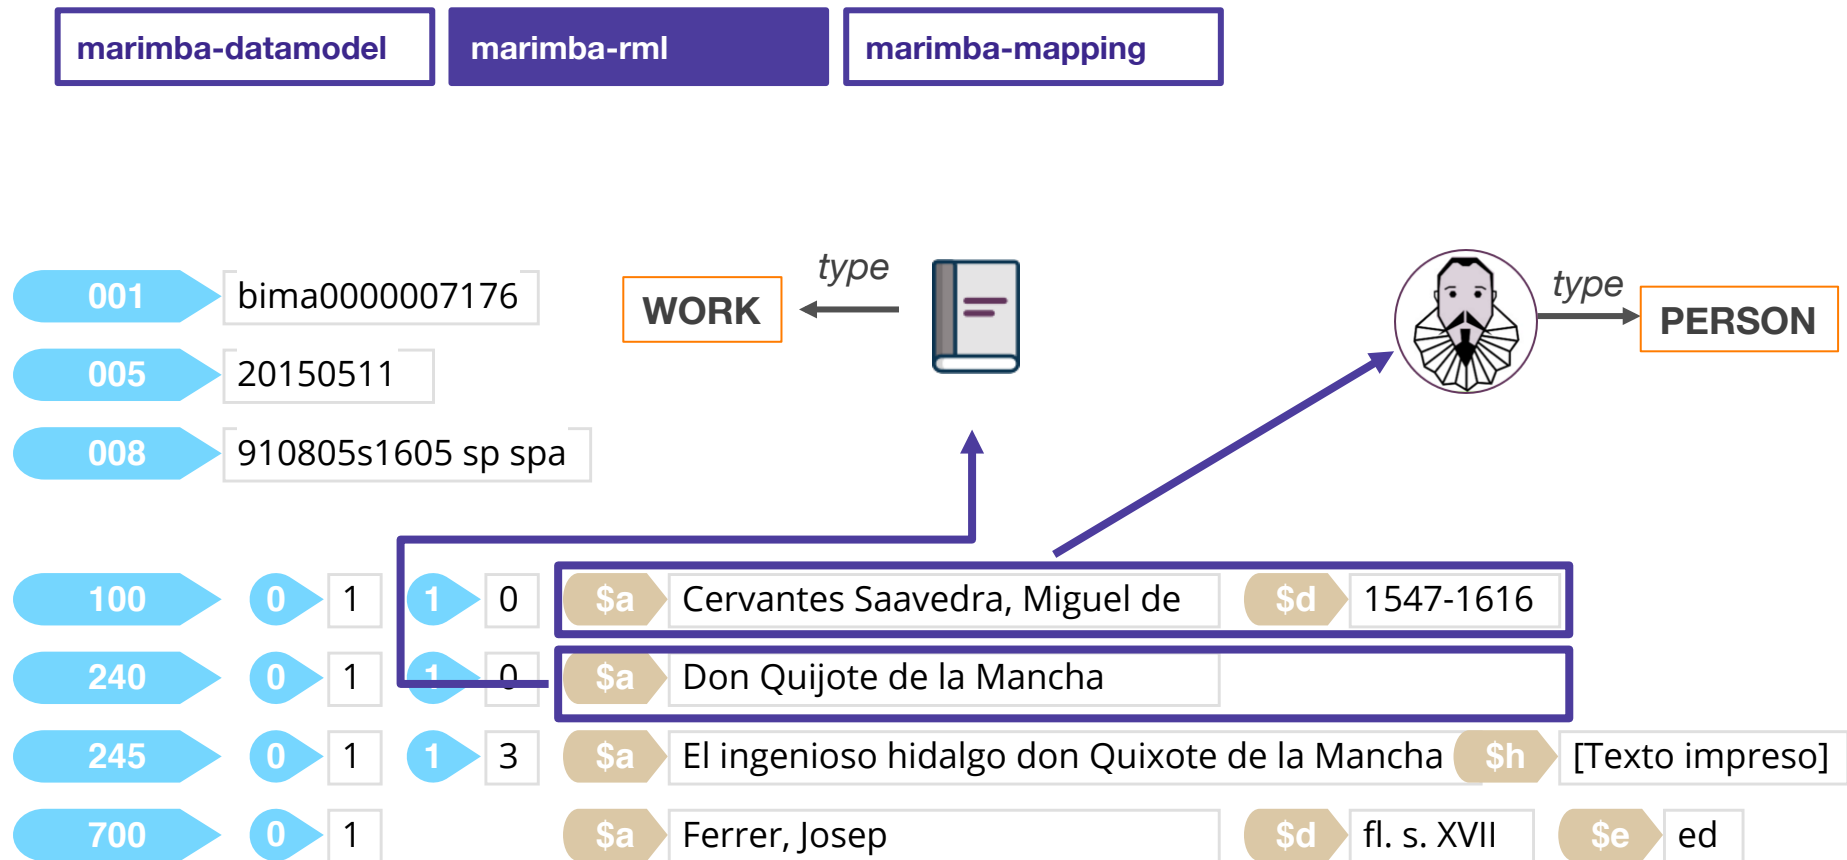 marimba-datamodel marimba-rml marimba-mapping
type
type
WORK
PERSON
001 bima0000007176
005 20150511
008 910805s1605 sp spa
100 0 1 1 0 $a Cervantes Saavedra, Miguel de $d 1547-1616
240 0 1 1 0 $a Don Quijote de la Mancha
245 0 1 1 3 $a El ingenioso hidalgo don Quixote de la Mancha $h [Texto impreso]
700 0 1 $a Ferrer, Josep $d fl. s. XVII $e ed